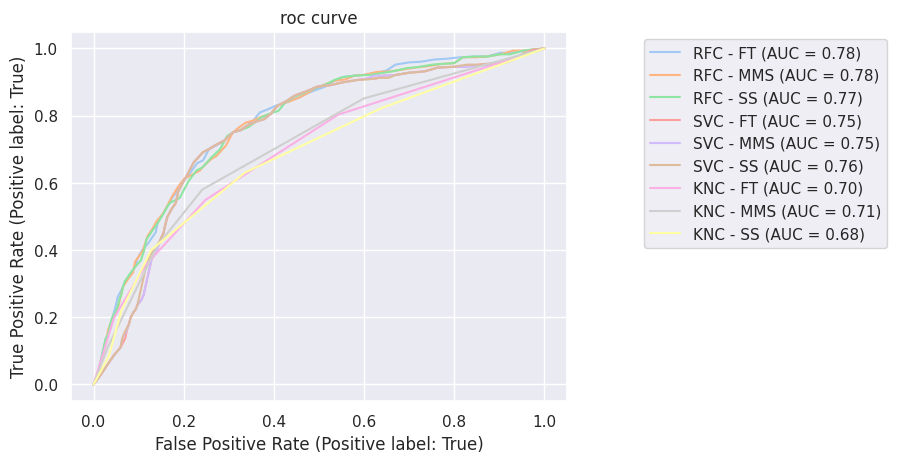 roc curve
True Positive Rate (Positive label: True)
1.0
0.8
0.6
0.4
0.2
0.0
0.0 0.2 0.4 0.6 0.8 1.0
False Positive Rate (Positive label: True)
RFC - FT (AUC = 0.78)
RFC - MMS (AUC = 0.78)
RFC - SS (AUC = 0.77)
SVC - FT (AUC = 0.75)
SVC - MMS (AUC = 0.75)
SVC - SS (AUC = 0.76)
KNC - FT (AUC = 0.70)
KNC - MMS (AUC = 0.71)
KNC - SS (AUC = 0.68)